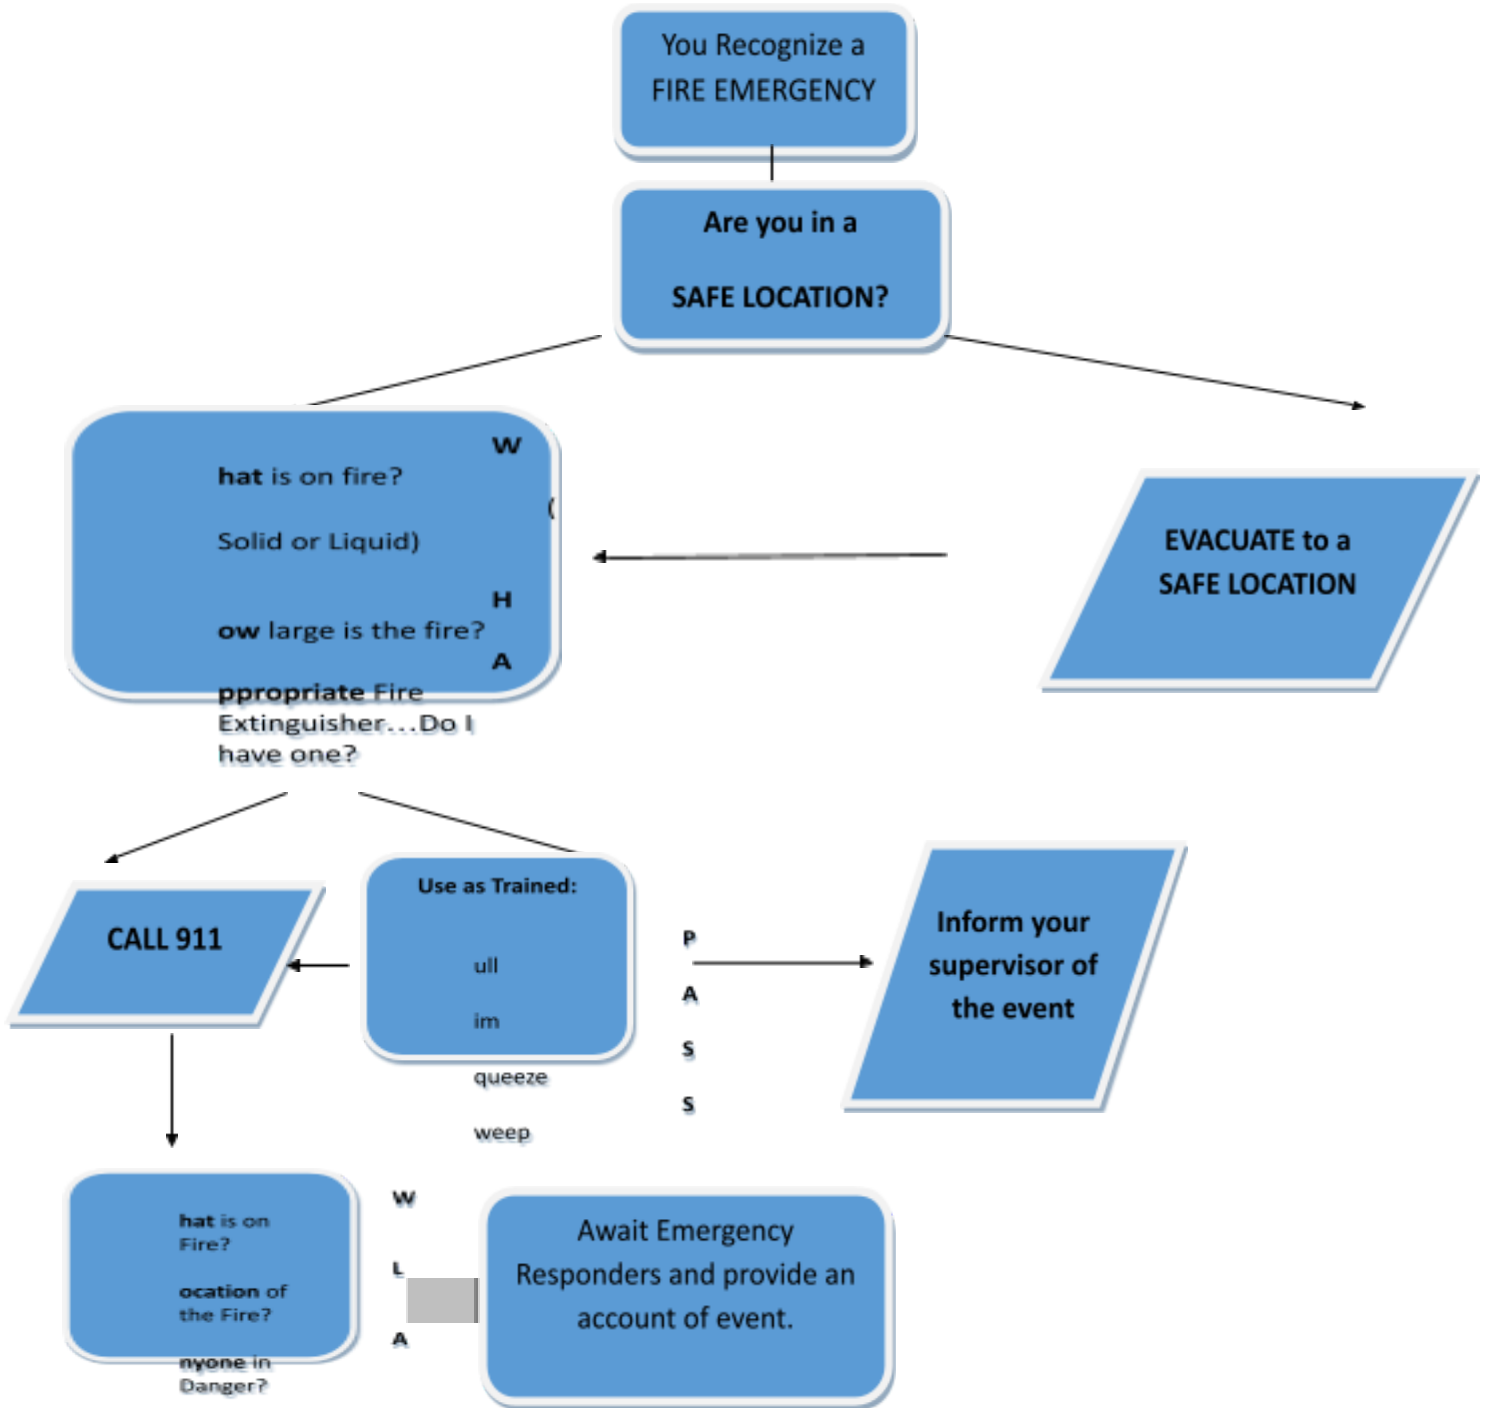 You Recognize a
FIRE EMERGENCY
Are you in a
SAFE LOCATION?
W
hat is on fire?
(
Solid or Liquid)
H
ow large is the fire?
A
ppropriate Fire
Extinguisher...Do I
have one?
EVACUATE to a
SAFE LOCATION
CALL 911
Use as Trained:
P
ull
A
im
S
queeze
S
weep
Inform your
supervisor of
the event
W
hat is on
Fire?
L
ocation of
the Fire?
A
nyone in
Danger?
Await Emergency
Responders and provide an
account of event.